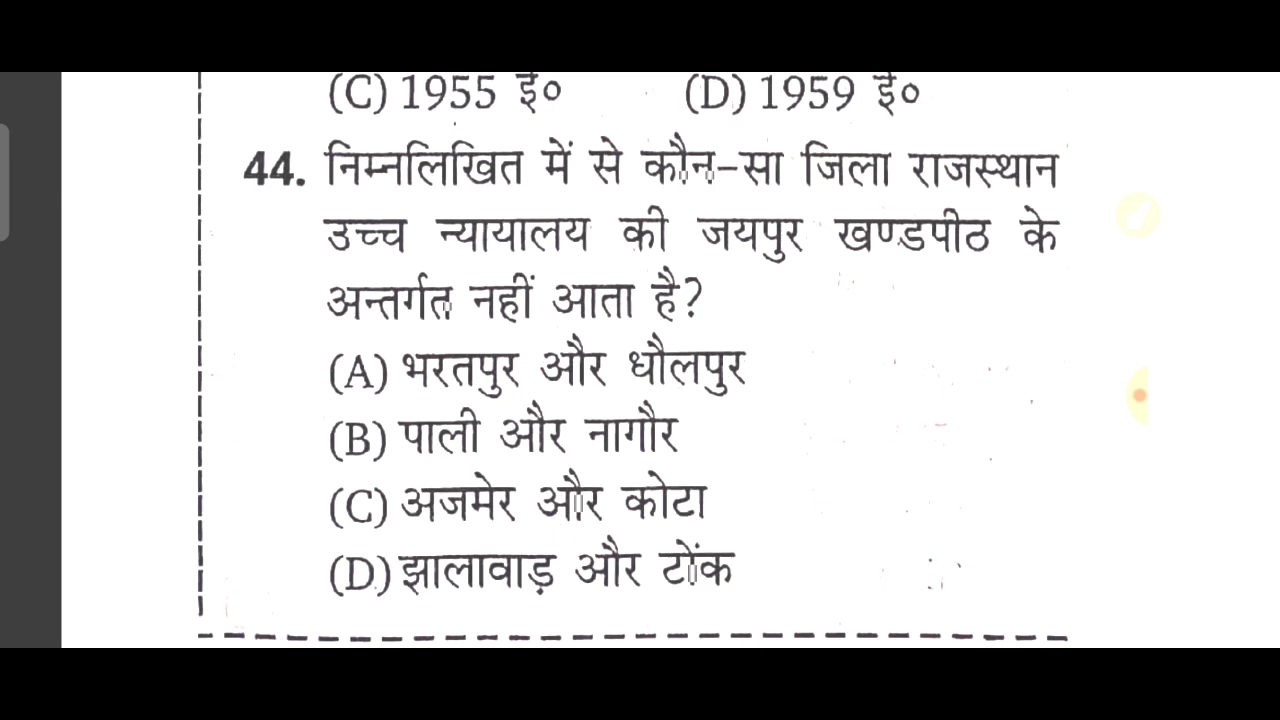 (C) 1955 ई० (D) 1959 ई०
44. निम्नलिखित में से कौन-सा जिला राजस्थान
उच्च न्यायालय की जयपुर खण्डपीठ के
अन्तर्गत नहीं आता है?
(A) भरतपुर और धौलपुर
(B) पाली और नागौर
(C) अजमेर और कोटा
(D) झालावाड़ और टोंक